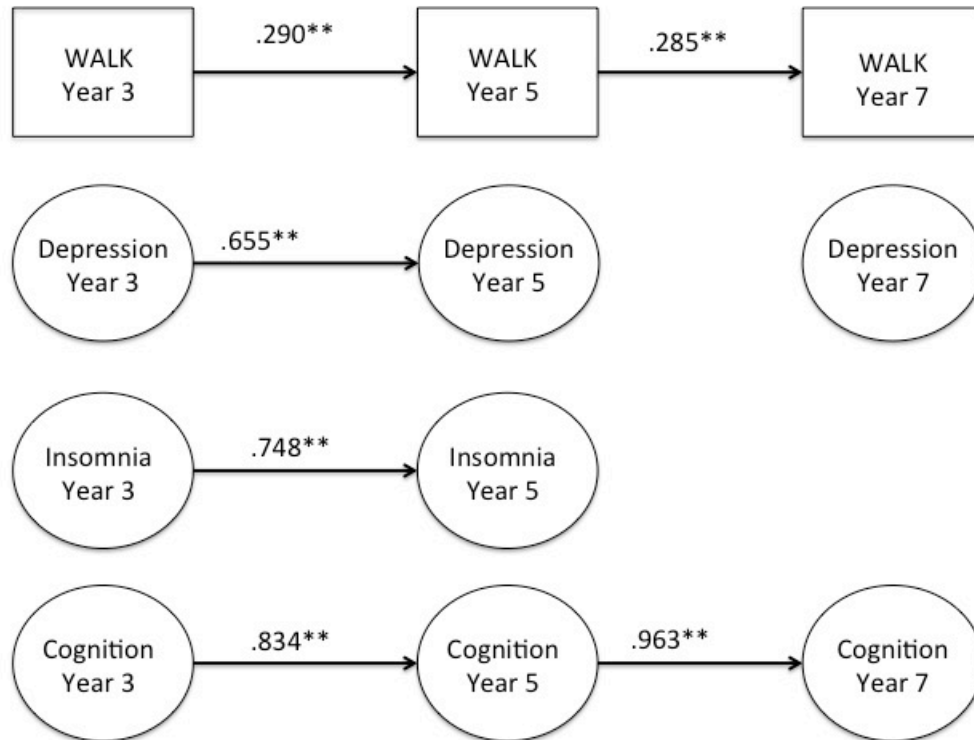 .290**
.285**
WALK
Year 3
WALK
Year 5
WALK
Year 7
.655**
Depression
Year 3
Depression
Year 5
Depression
Year 7
.748**
Insomnia
Year 3
Insomnia
Year 5
.834**
.963**
Cognition
Year 3
Cognition
Year 5
Cognition
Year 7